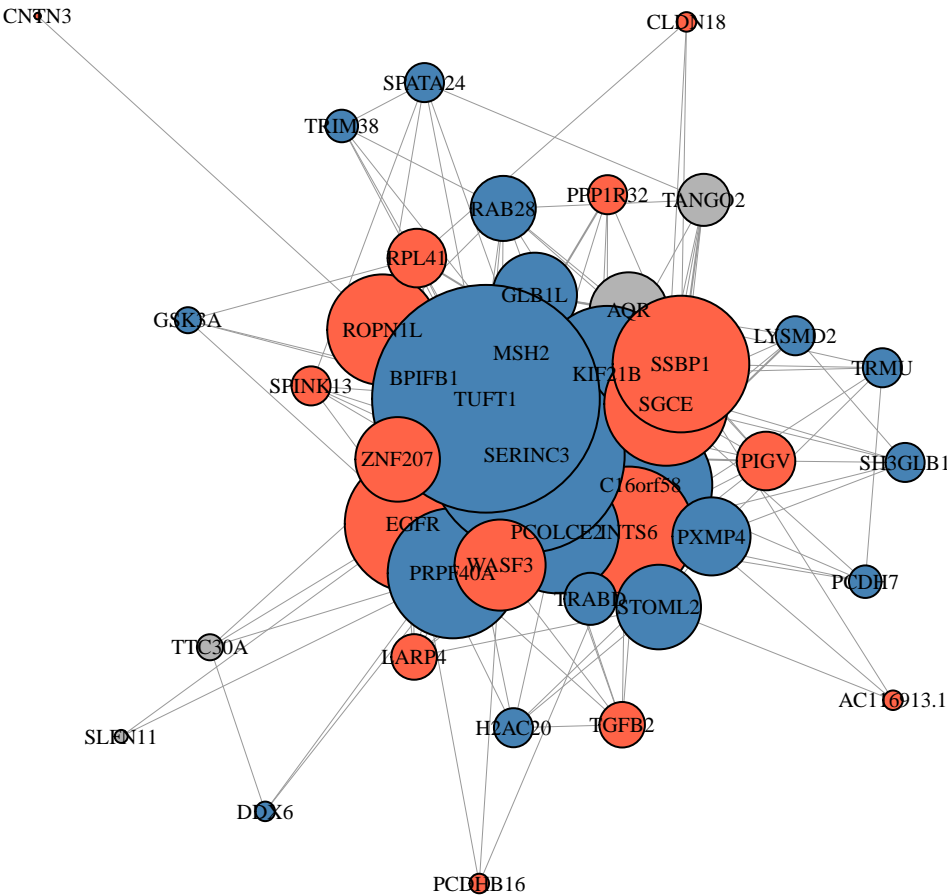 CNTN3
CLDN18
SPATA24
TRIM38
PPP1R32
TANGO2
RAB28
RPL41
GLB1L
AQR
GSK3A
ROPN1L
LYSMD2
MSH2
SSBP1
TRMU
KIF21B
BPIFB1
SPINK13
TUFT1
SGCE
ZNF207
SERINC3
PIGV
SH3GLB1
C16orf58
EGFR
PCOLCE2
INTS6
PXMP4
WASF3
PRPF40A
PCDH7
TRABD
STOML2
TTC30A
LARP4
AC116913.1
H2AC20
TGFB2
SLFN11
DDX6
PCDHB16